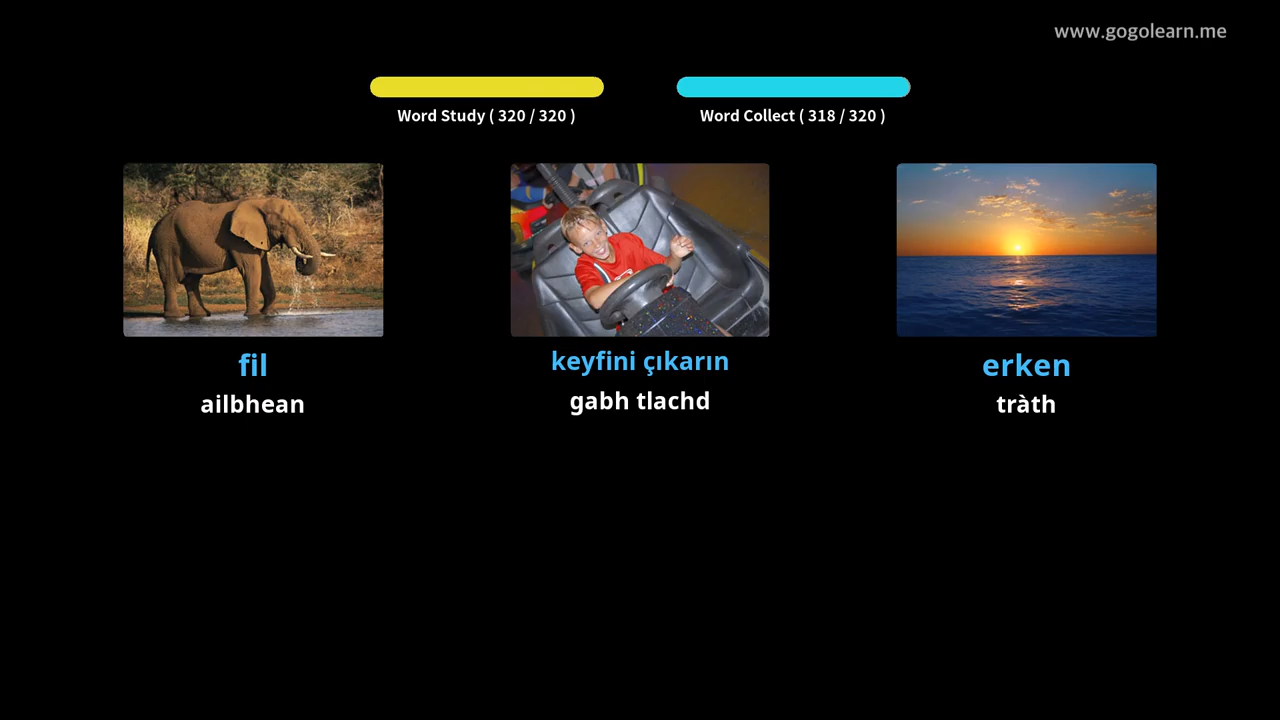 www.gogolearn.me
Word Study ( 320 / 320 )
Word Collect ( 318 / 320 )
fil
ailbhean
keyfini çıkarın
gabh tlachd
erken
tràth